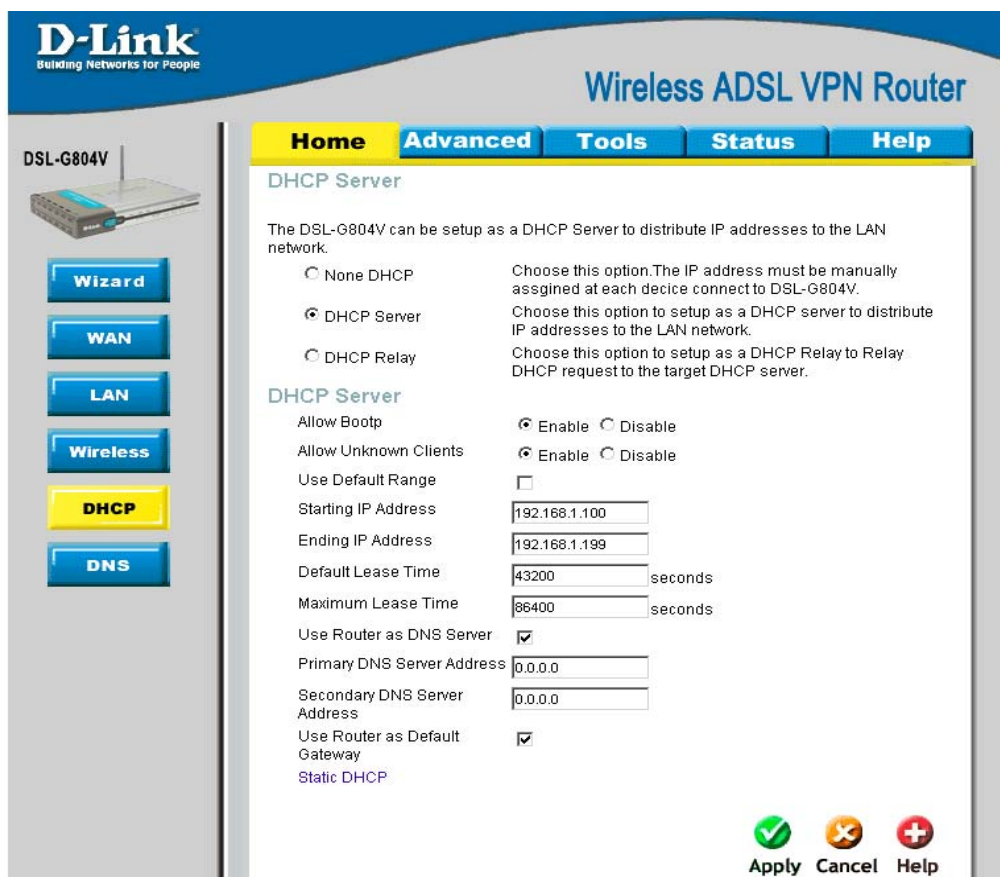 D-Link
Building Networks for People
Wireless ADSL VPN Router
DSL-G804V
Home
Advanced
Tools
Status
Help
Wizard
WAN
LAN
Wireless
DHCP
DNS
DHCP Server
The DSL-G804V can be setup as a DHCP Server to distribute IP addresses to the LAN
network.
None DHCP
Choose this option.The IP address must be manually
assgined at each decice connect to DSL-G804V.
DHCP Server
Choose this option to setup as a DHCP server to distribute
IP addresses to the LAN network.
DHCP Relay
Choose this option to setup as a DHCP Relay to Relay
DHCP request to the target DHCP server.
DHCP Server
Allow Bootp Enable Disable
Allow Unknown Clients Enable Disable
Use Default Range
Starting IP Address 192.168.1.100
Ending IP Address 192.168.1.199
Default Lease Time 43200 seconds
Maximum Lease Time 86400 seconds
Use Router as DNS Server
Primary DNS Server Address 0.0.0.0
Secondary DNS Server
Address
0.0.0.0
Use Router as Default
Gateway
Static DHCP
Apply Cancel Help